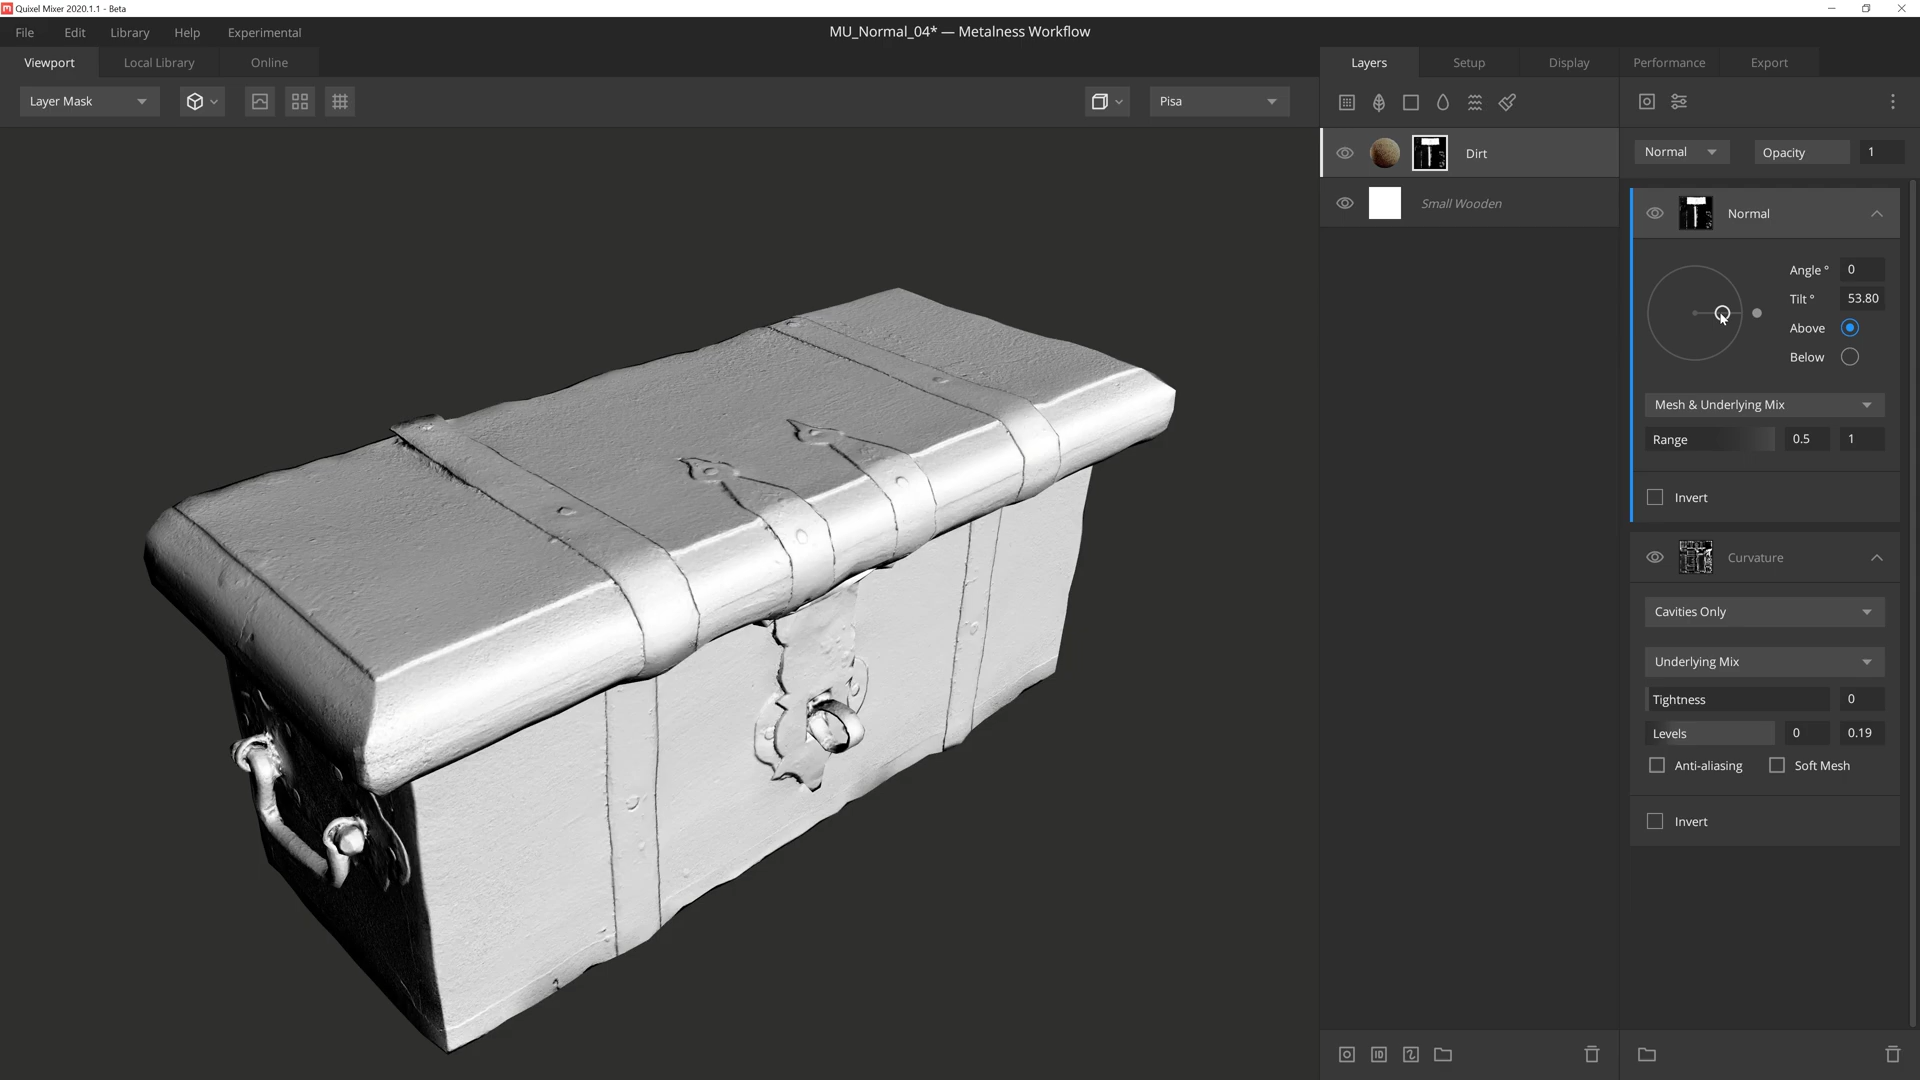 Quixel Mixer 2020.1.1 - Beta
File Edit Library Help Experimental
MU_Normal_04* — Metalness Workflow
Viewport Local Library Online
Layers Setup Display Performance Export
Layer Mask
Pisa
Dirt
Small Wooden
Normal Opacity 1
Normal
Angle ° 0
Tilt ° 53.80
Above
Below
Mesh & Underlying Mix
Range 0.5 1
Invert
Curvature
Cavities Only
Underlying Mix
Tightness 0
Levels 0 0.19
Anti-aliasing Soft Mesh
Invert
ID